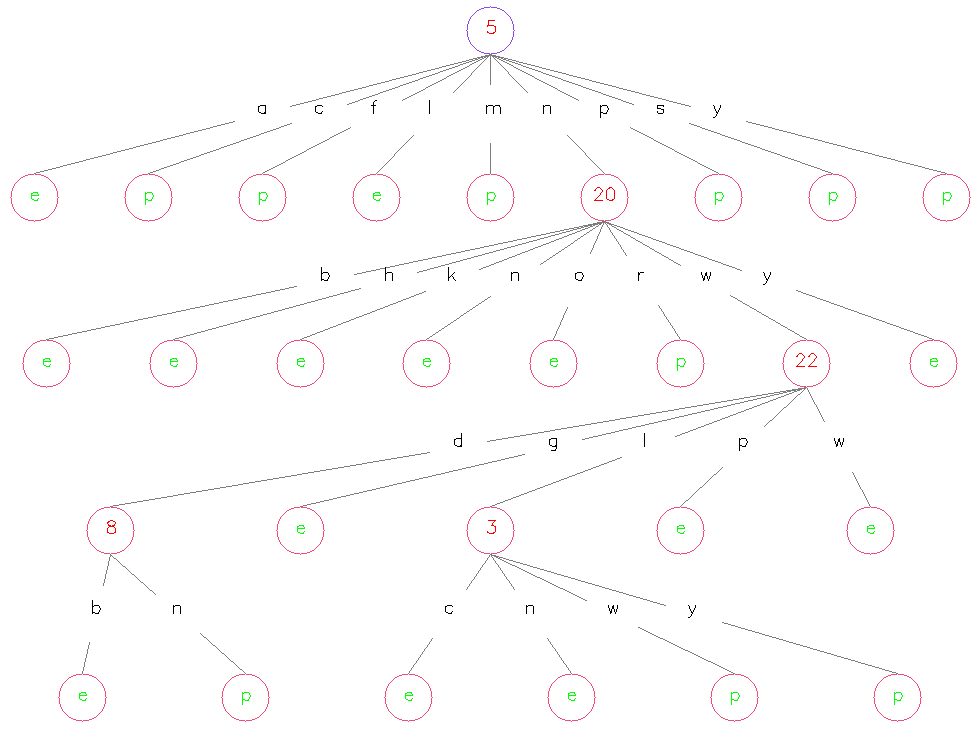 5
a c f l m n p s y
e p p e p 20 p p p
b h k n o r w y
e e e e e p 22 e
d g l p w
8 e 3 e e
b n c n w y
e p e e p p